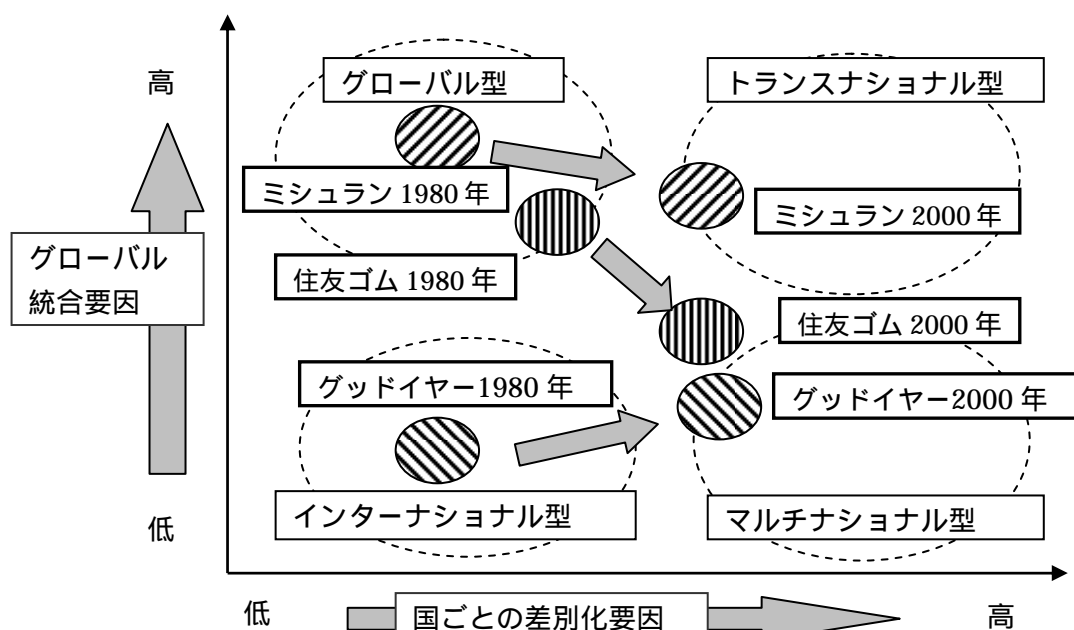 高
グローバル型
トランスナショナル型
ミシュラン 1980 年
ミシュラン 2000 年
グローバル
統合要因
住友ゴム 1980 年
住友ゴム 2000 年
グッドイヤー1980 年
グッドイヤー2000 年
インターナショナル型
マルチナショナル型
低
低
国ごとの差別化要因
高